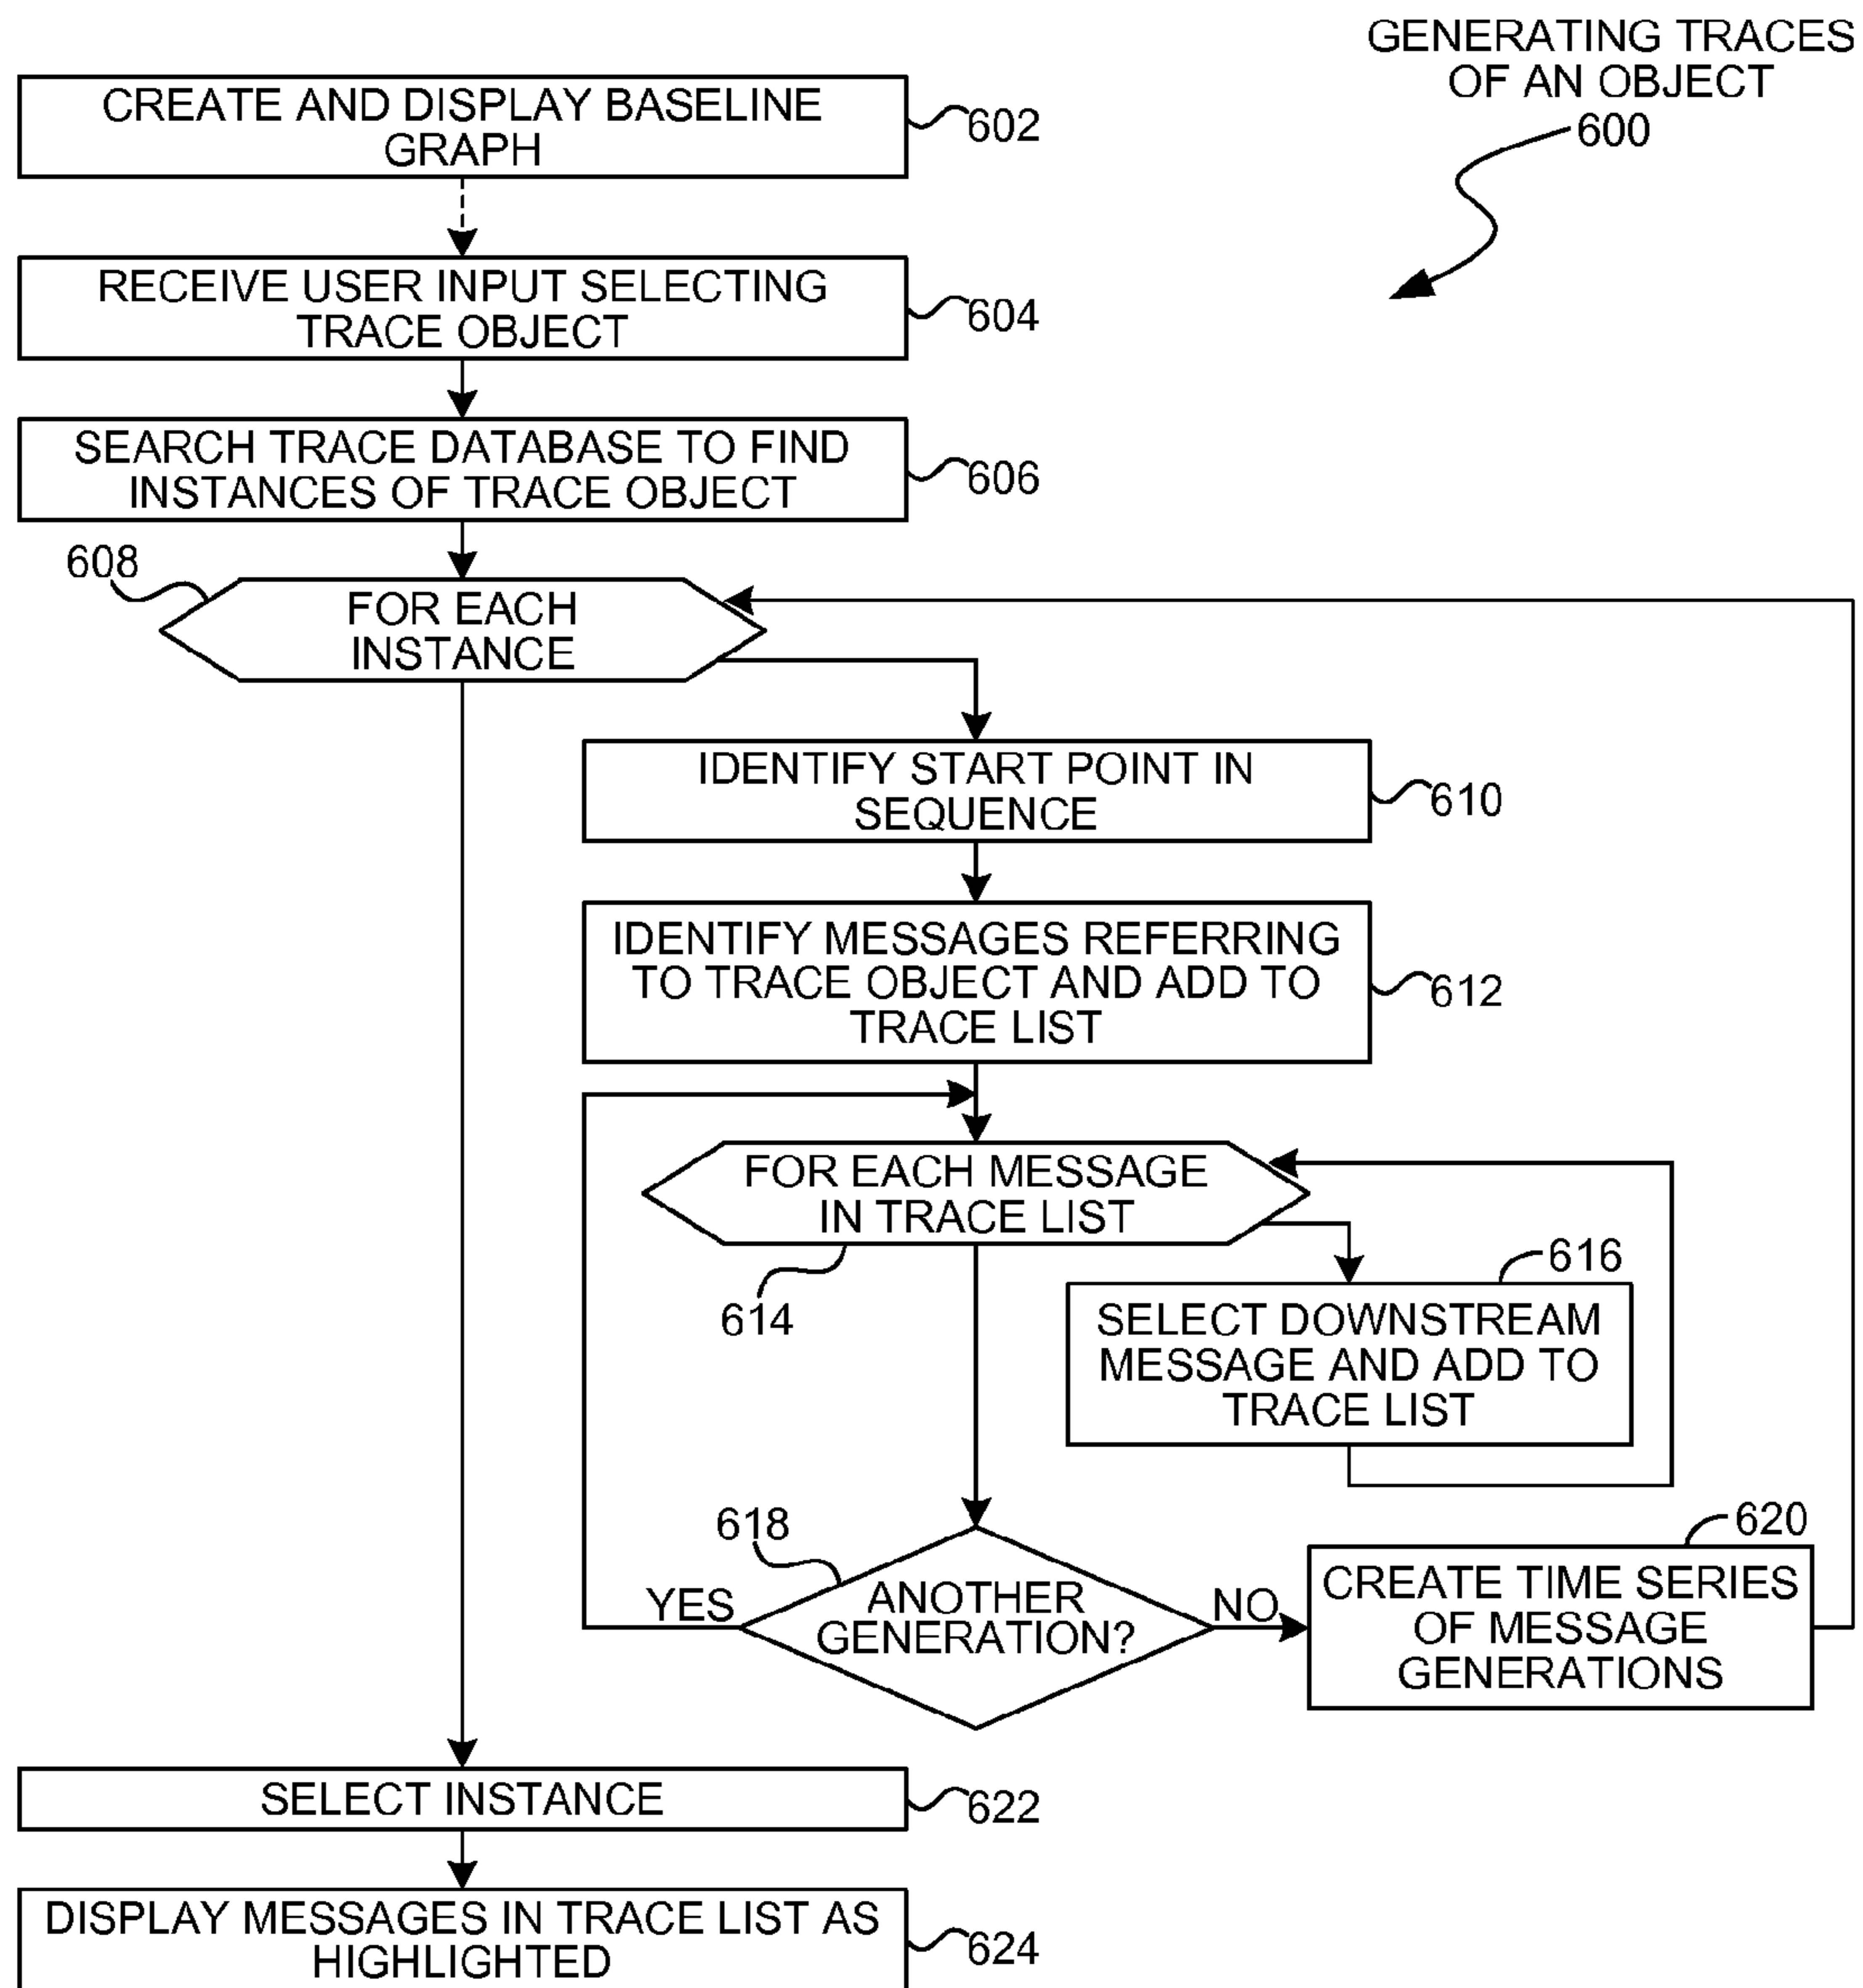 GENERATING TRACES
OF AN OBJECT
600
CREATE AND DISPLAY BASELINE
GRAPH
602
RECEIVE USER INPUT SELECTING
TRACE OBJECT
604
SEARCH TRACE DATABASE TO FIND
INSTANCES OF TRACE OBJECT
606
608
FOR EACH
INSTANCE
IDENTIFY START POINT IN
SEQUENCE
610
IDENTIFY MESSAGES REFERRING
TO TRACE OBJECT AND ADD TO
TRACE LIST
612
FOR EACH MESSAGE
IN TRACE LIST
614
616
SELECT DOWNSTREAM
MESSAGE AND ADD TO
TRACE LIST
618
ANOTHER
GENERATION?
YES
NO
620
CREATE TIME SERIES
OF MESSAGE
GENERATIONS
SELECT INSTANCE
622
DISPLAY MESSAGES IN TRACE LIST AS
HIGHLIGHTED
624